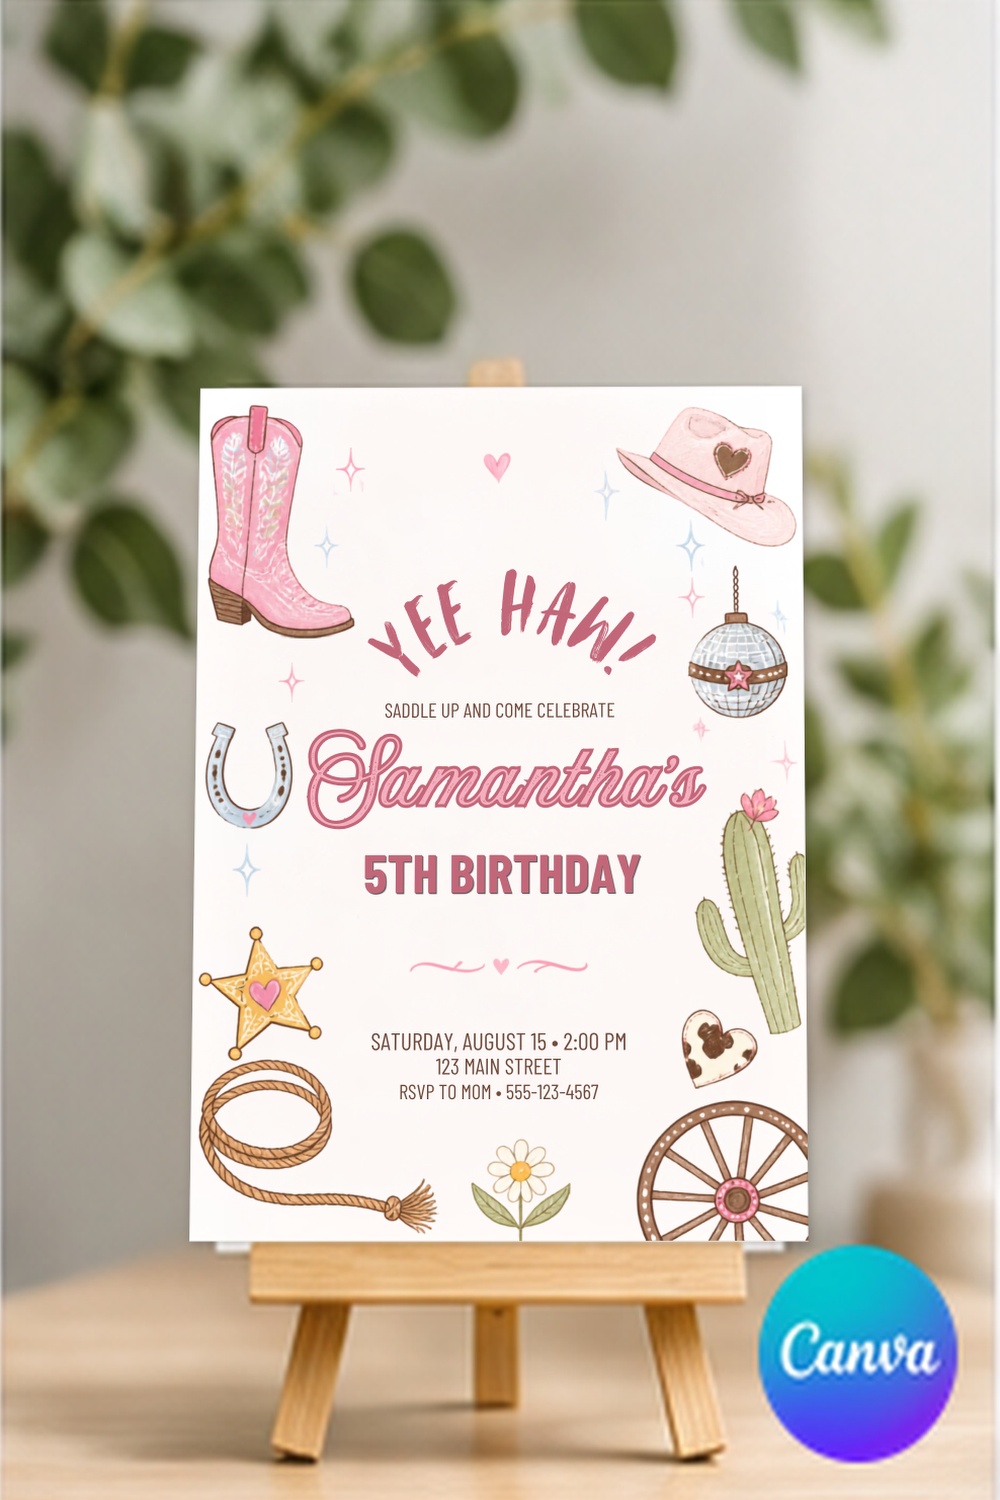 YEE HAW!
SADDLE UP AND COME CELEBRATE
Samantha's
5TH BIRTHDAY
SATURDAY, AUGUST 15 • 2:00 PM
123 MAIN STREET
RSVP TO MOM • 555-123-4567
Canva